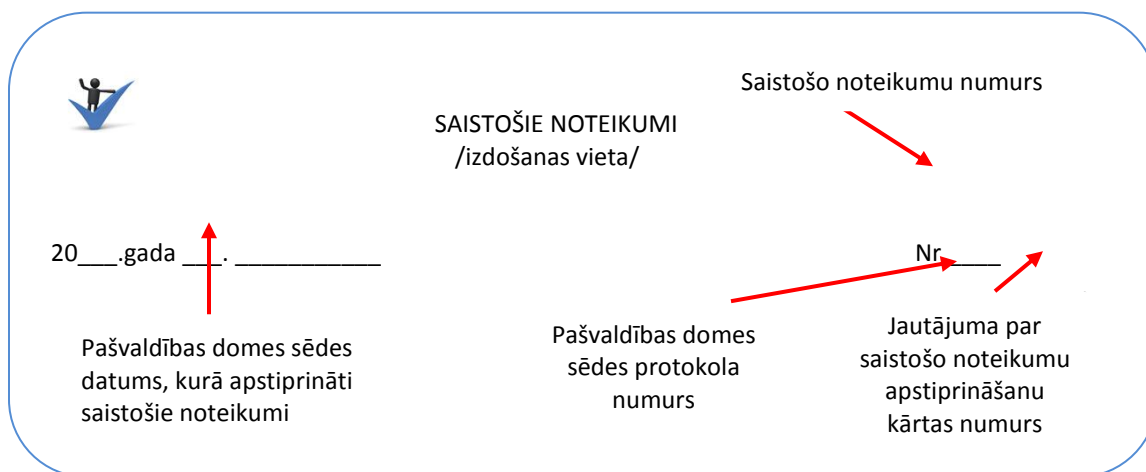 Saistošo noteikumu numurs
SAISTOŠIE NOTEIKUMI
/izdošanas vieta/
20___.gada ___. ___________
Nr.____
Pašvaldības domes sēdes
datums, kurā apstiprināti
saistošie noteikumi
Pašvaldības domes
sēdes protokola
numurs
Jautājuma par
saistošo noteikumu
apstiprināšanu
kārtas numurs